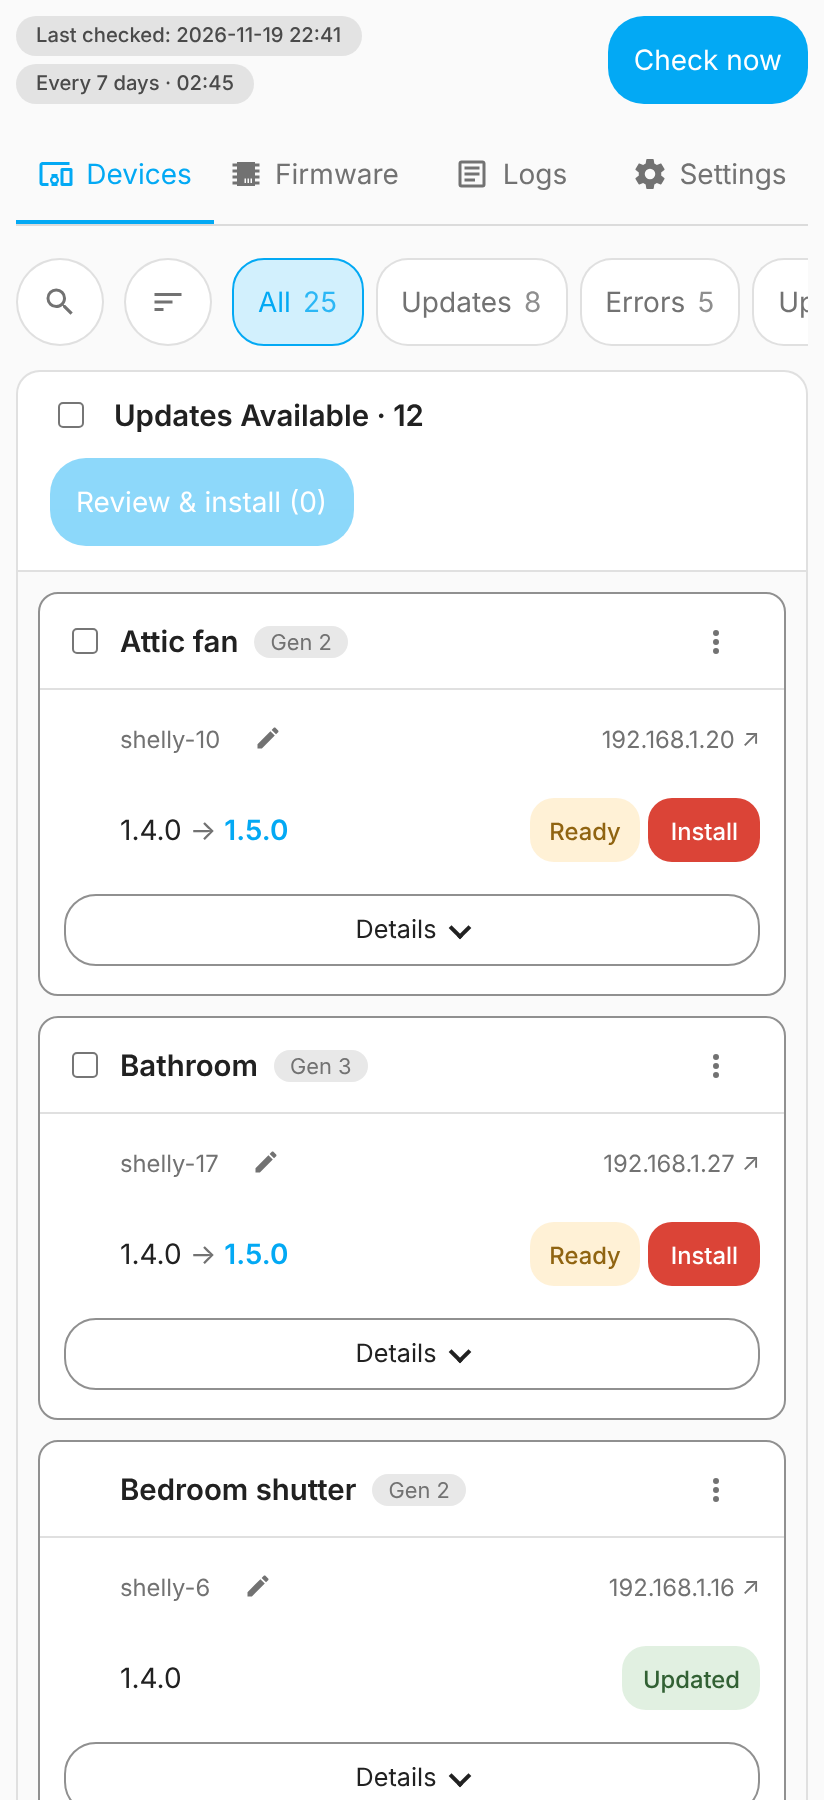 Last checked: 2026-11-19 22:41
Every 7 days · 02:45
Check now
Devices
Firmware
Logs
Settings
All 25
Updates 8
Errors 5
Up
Updates Available · 12
Review & install (0)
Attic fan Gen 2
shelly-10 192.168.1.20 ↗
1.4.0 → 1.5.0 Ready Install
Details
Bathroom Gen 3
shelly-17 192.168.1.27 ↗
1.4.0 → 1.5.0 Ready Install
Details
Bedroom shutter Gen 2
shelly-6 192.168.1.16 ↗
1.4.0 Updated
Details